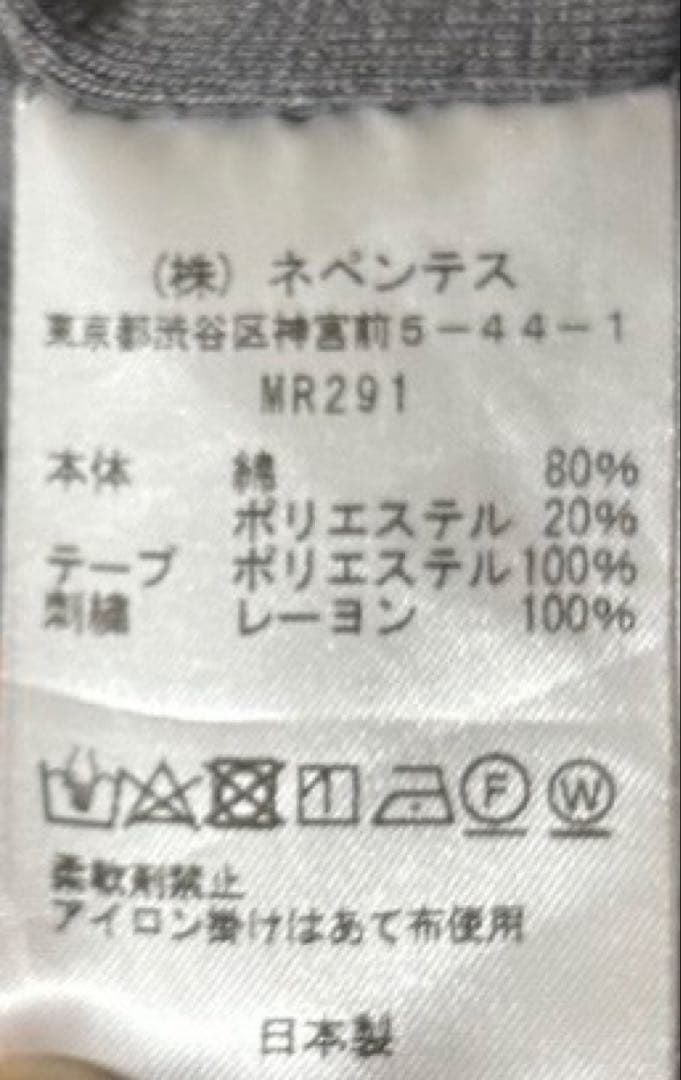 (株) ネペンテス
東京都渋谷区神宮前5-44-1
MR291
本体 綿 80%
ポリエステル 20%
テープ ポリエステル 100%
刺繍 レーヨン 100%
F W
柔軟剤禁止
アイロン掛けはあて布使用
日本製